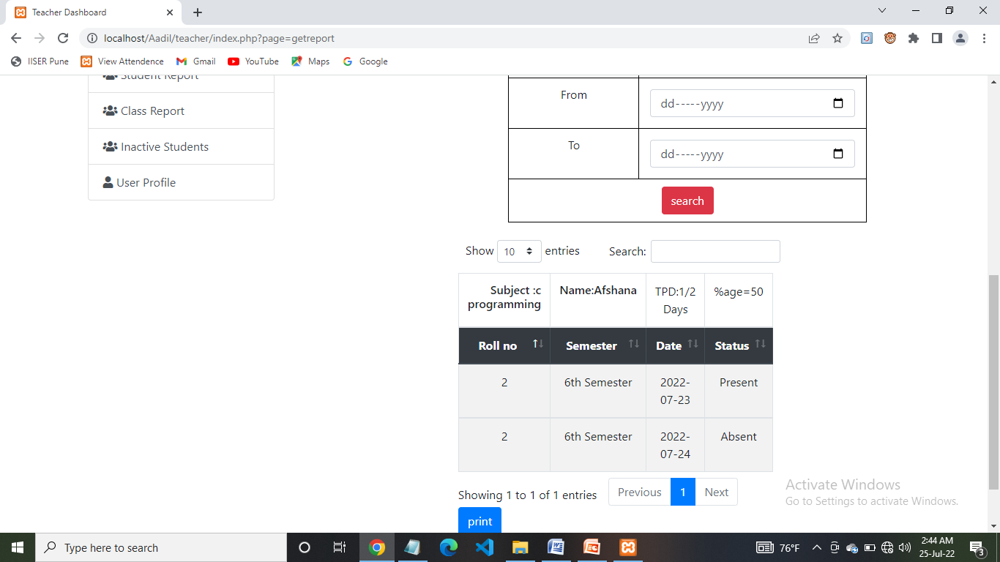 Teacher Dashboard
localhost/Aadil/teacher/index.php?page=getreport
IISER Pune View Attendence Gmail YouTube Maps Google
Student Report
Class Report
Inactive Students
User Profile
From dd-----yyyy
To dd-----yyyy
search
Show 10 entries Search:
Subject :c
programming
Name:Afshana
TPD:1/2
Days
%age=50
Roll no Semester Date Status
2 6th Semester 2022-
07-23 Present
2 6th Semester 2022-
07-24 Absent
Showing 1 to 1 of 1 entries Previous 1 Next
print
Activate Windows
Go to Settings to activate Windows.
Type here to search
76°F
2:44 AM
25-Jul-22
3